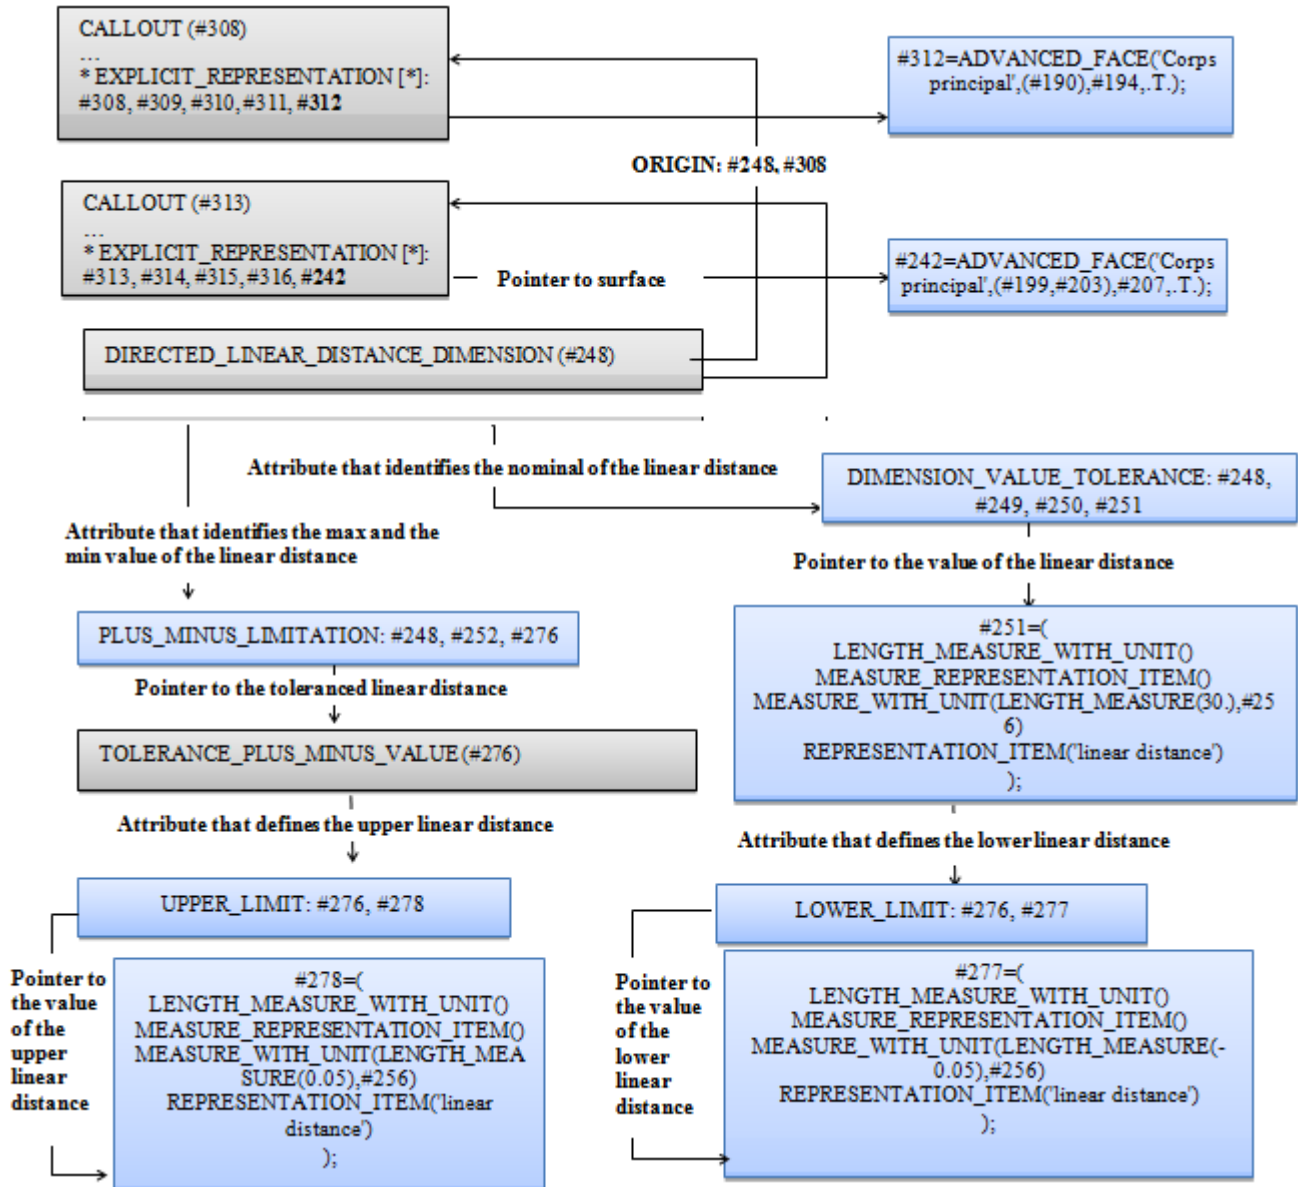 CALLOUT (#308)
...
* EXPLICIT_REPRESENTATION [*]:
#308, #309, #310, #311, #312
#312=ADVANCED_FACE('Corps
principal',(#190),#194,.T.);
ORIGIN: #248, #308
CALLOUT (#313)
...
* EXPLICIT_REPRESENTATION [*]:
#313, #314, #315, #316, #242
Pointer to surface
#242=ADVANCED_FACE('Corps
principal',(#199,#203),#207,.T.);
DIRECTED_LINEAR_DISTANCE_DIMENSION (#248)
Attribute that identifies the nominal of the linear distance
DIMENSION_VALUE_TOLERANCE: #248,
#249, #250, #251
Attribute that identifies the max and the
min value of the linear distance
Pointer to the value of the linear distance
PLUS_MINUS_LIMITATION: #248, #252, #276
#251=(
LENGTH_MEASURE_WITH_UNIT()
MEASURE_REPRESENTATION_ITEM()
MEASURE_WITH_UNIT(LENGTH_MEASURE(30.),#25
6)
REPRESENTATION_ITEM('linear distance')
);
Pointer to the toleranced linear distance
TOLERANCE_PLUS_MINUS_VALUE (#276)
Attribute that defines the upper linear distance
Attribute that defines the lower linear distance
UPPER_LIMIT: #276, #278
LOWER_LIMIT: #276, #277
Pointer to
the value
of the
upper
linear
distance
#278=(
LENGTH_MEASURE_WITH_UNIT()
MEASURE_REPRESENTATION_ITEM()
MEASURE_WITH_UNIT(LENGTH_MEA
SURE(0.05),#256)
REPRESENTATION_ITEM('linear
distance')
);
Pointer to
the value
of the
lower
linear
distance
#277=(
LENGTH_MEASURE_WITH_UNIT()
MEASURE_REPRESENTATION_ITEM()
MEASURE_WITH_UNIT(LENGTH_MEASURE(-
0.05),#256)
REPRESENTATION_ITEM('linear distance')
);